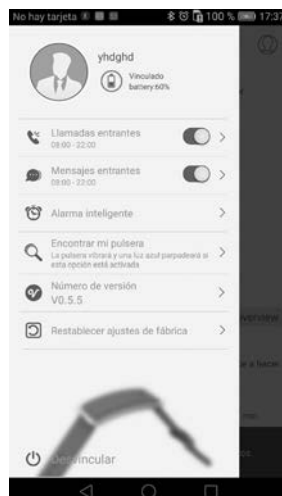 No hay tarjeta 100 % 17:37
yhdghd
Vinculado
battery:60%
Llamadas entrantes
08:00 - 22:00
Mensajes entrantes
08:00 - 22:00
Alarma inteligente
Encontrar mi pulsera
La pulsera vibrará y una luz azul parpadeará si
esta opción está activada
Número de versión
V0.5.5
Restablecer ajustes de fábrica
Desvincular